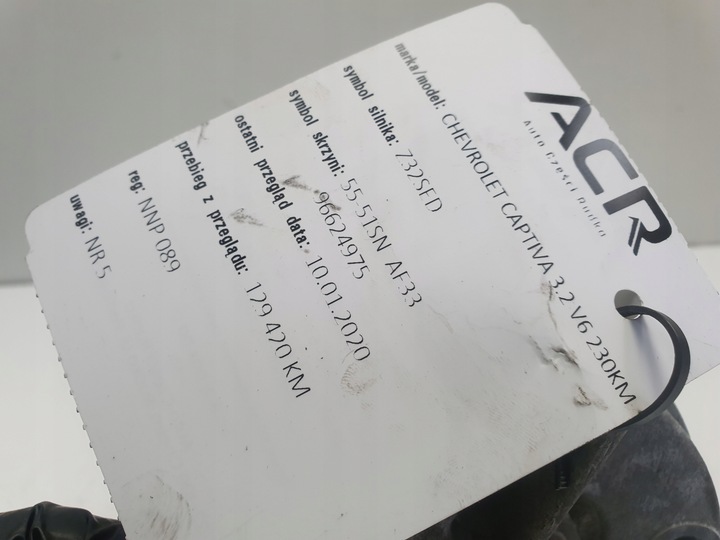 ACR
Auto Części Rudka
marka/model: CHEVROLET CAPTIVA 3.2 V6 230KM
symbol silnika: 732SED
symbol skrzyni: 55-51SN AF33
96624975
ostatni przegląd data: 10.01.2020
przebieg z przeglądu: 129 420 KM
reg: NNP 089
uwagi: NR 5